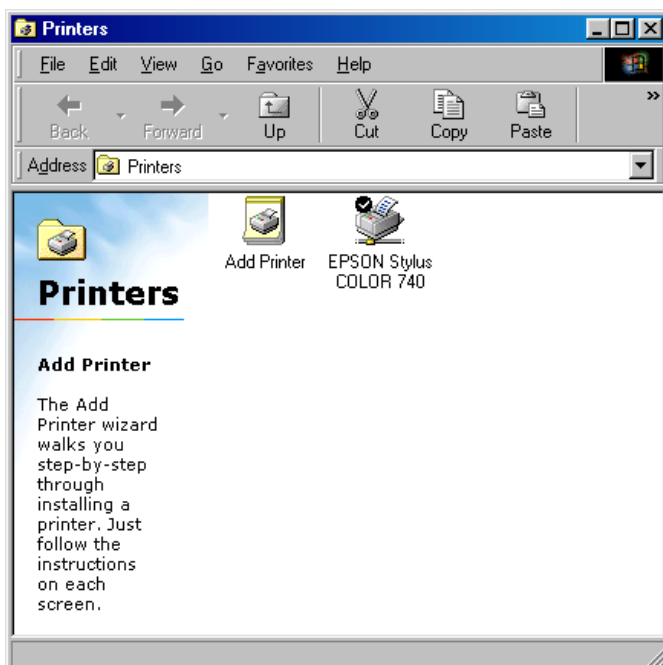 Printers
File Edit View Go Favorites Help
Back Forward Up Cut Copy Paste »
Address Printers
Add Printer
EPSON Stylus
COLOR 740
Printers
Add Printer
The Add
Printer wizard
walks you
step-by-step
through
installing a
printer. Just
follow the
instructions
on each
screen.